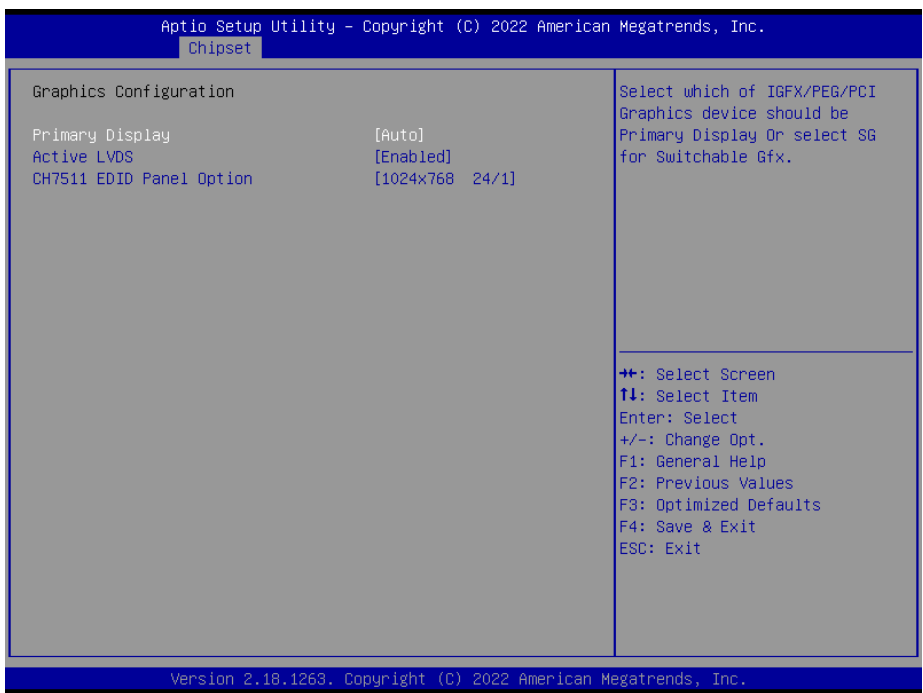 Aptio Setup Utility – Copyright (C) 2022 American Megatrends, Inc.
Chipset
Graphics Configuration
Primary Display [Auto]
Active LVDS [Enabled]
CH7511 EDID Panel Option [1024x768 24/1]
Select which of IGFX/PEG/PCI
Graphics device should be
Primary Display Or select SG
for Switchable Gfx.
→←: Select Screen
↑↓: Select Item
Enter: Select
+/-: Change Opt.
F1: General Help
F2: Previous Values
F3: Optimized Defaults
F4: Save & Exit
ESC: Exit
Version 2.18.1263. Copyright (C) 2022 American Megatrends, Inc.